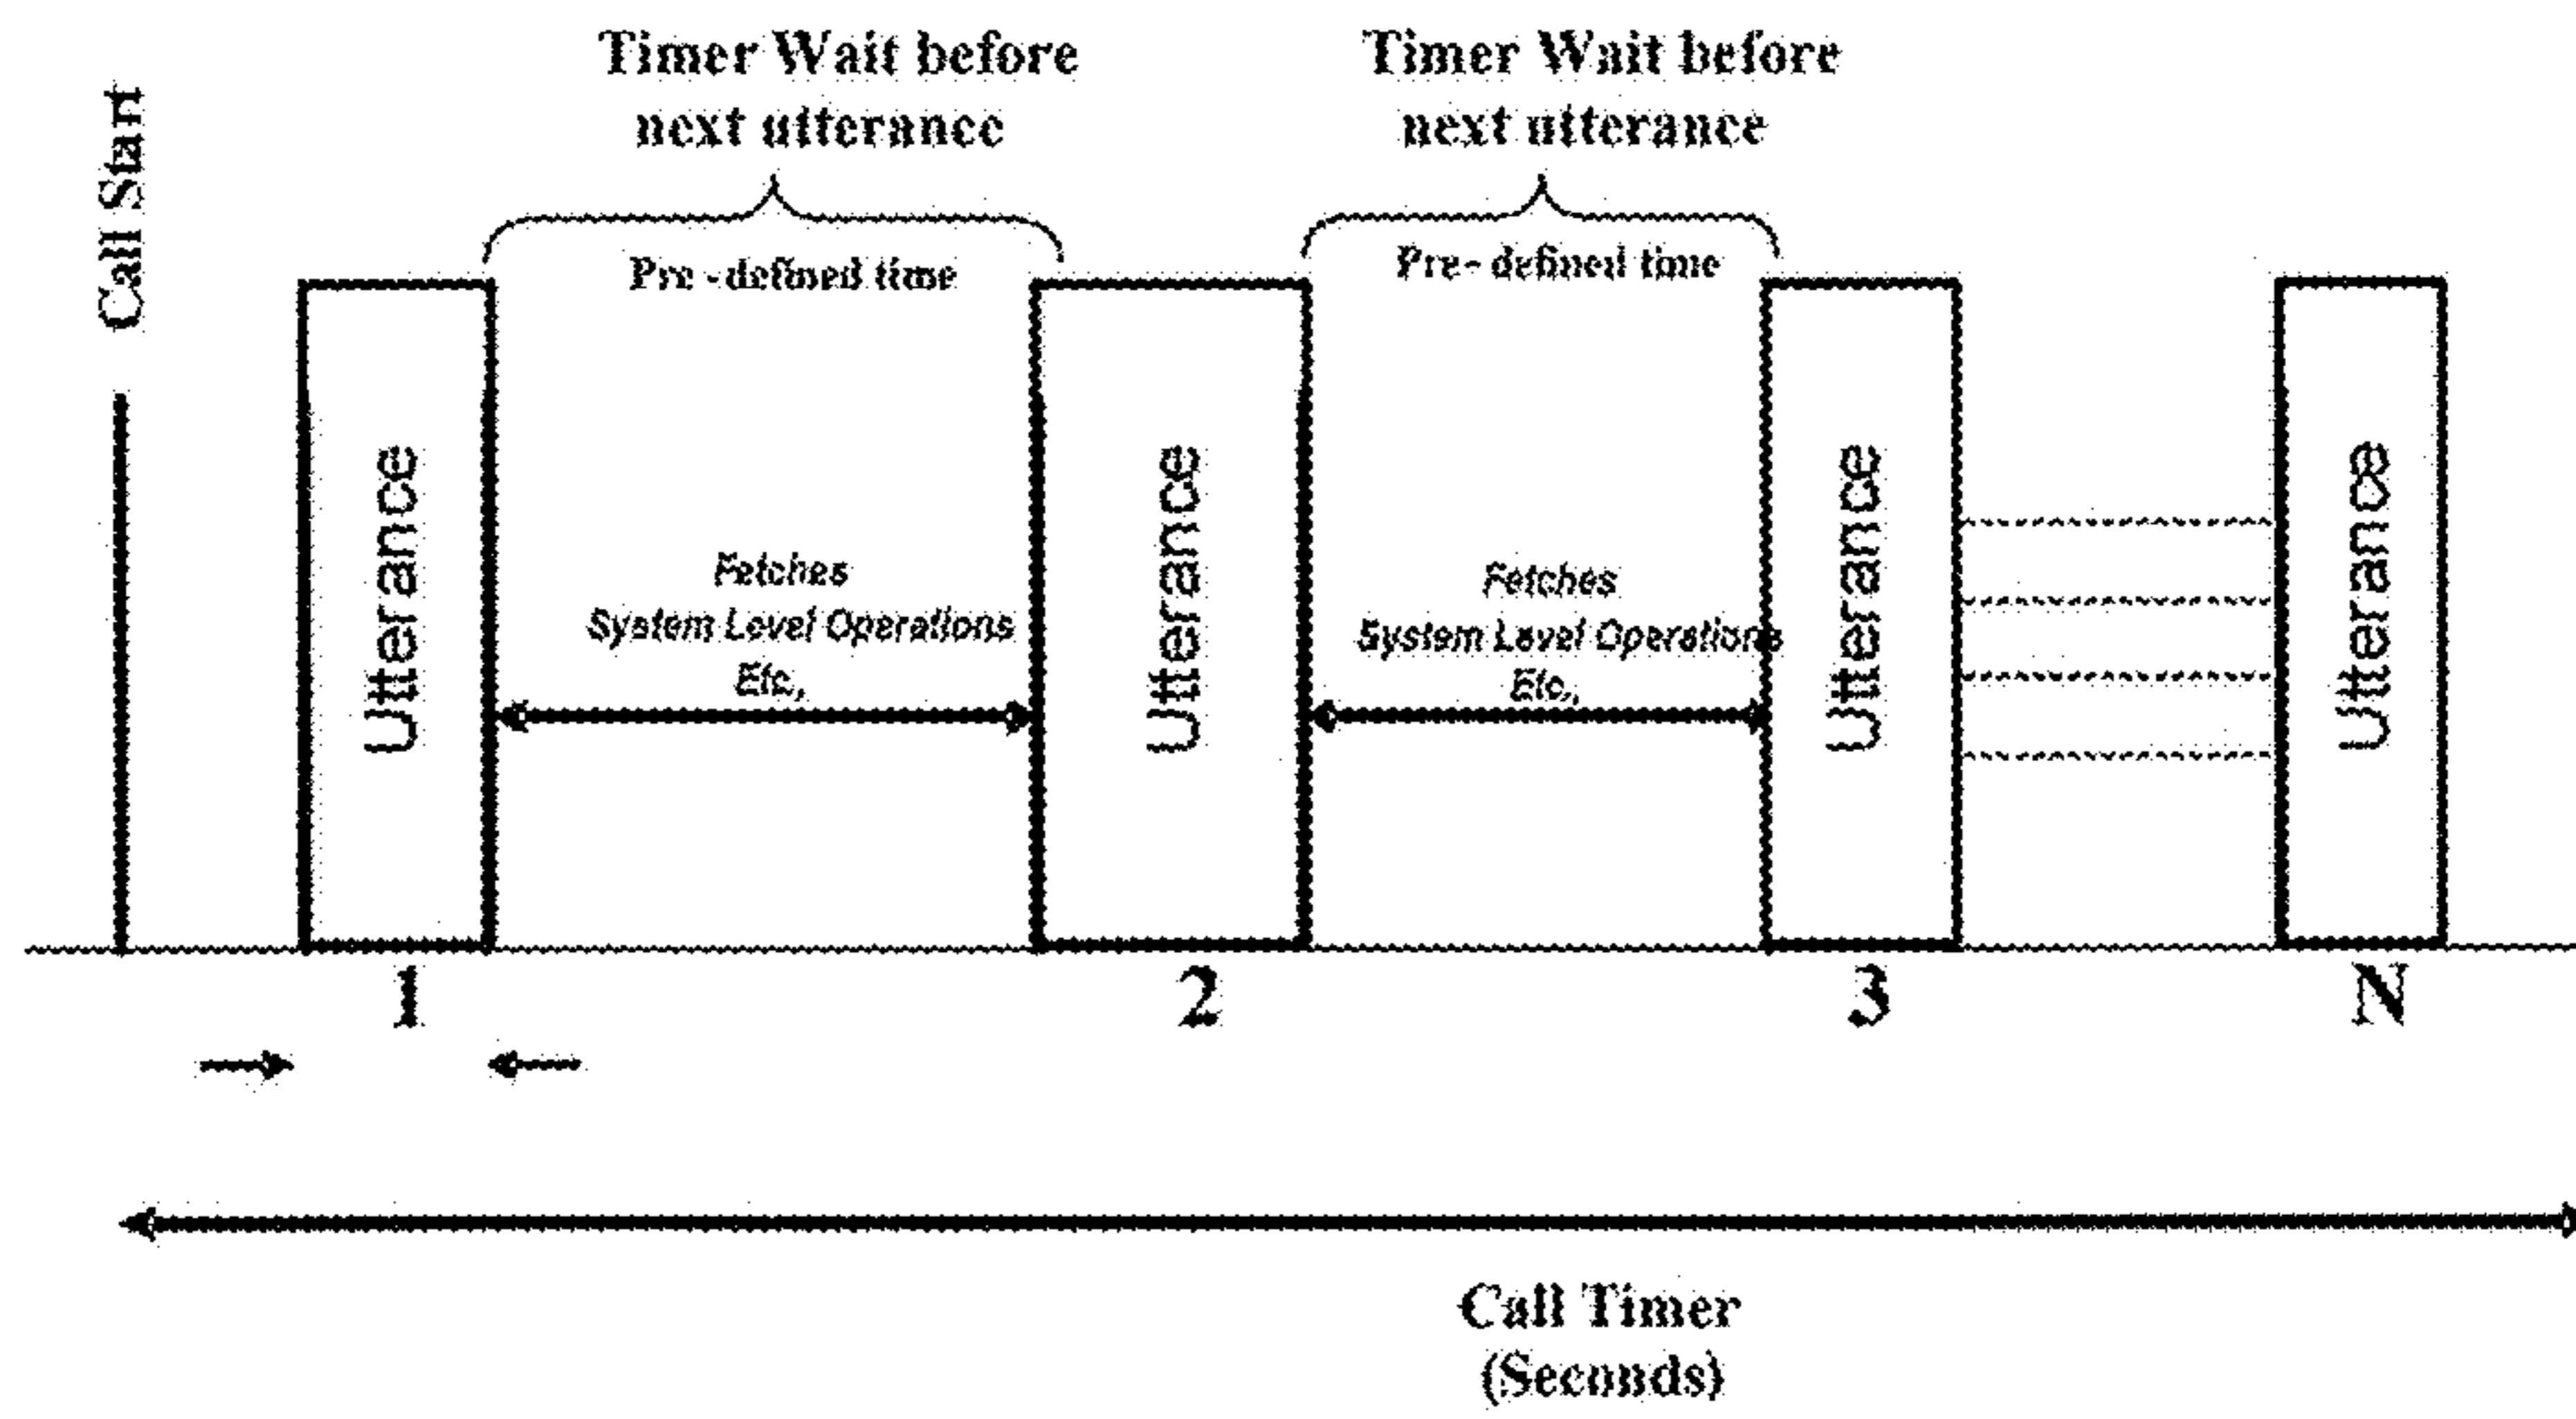 Call Start
Timer Wait before
next utterance
Pre - defined time
Timer Wait before
next utterance
Pre - defined time
Utterance
Fetches
System Level Operations
Etc.,
Utterance
Fetches
System Level Operations
Etc.,
Utterance
Utterance
1
2
3
N
Call Timer
(Seconds)